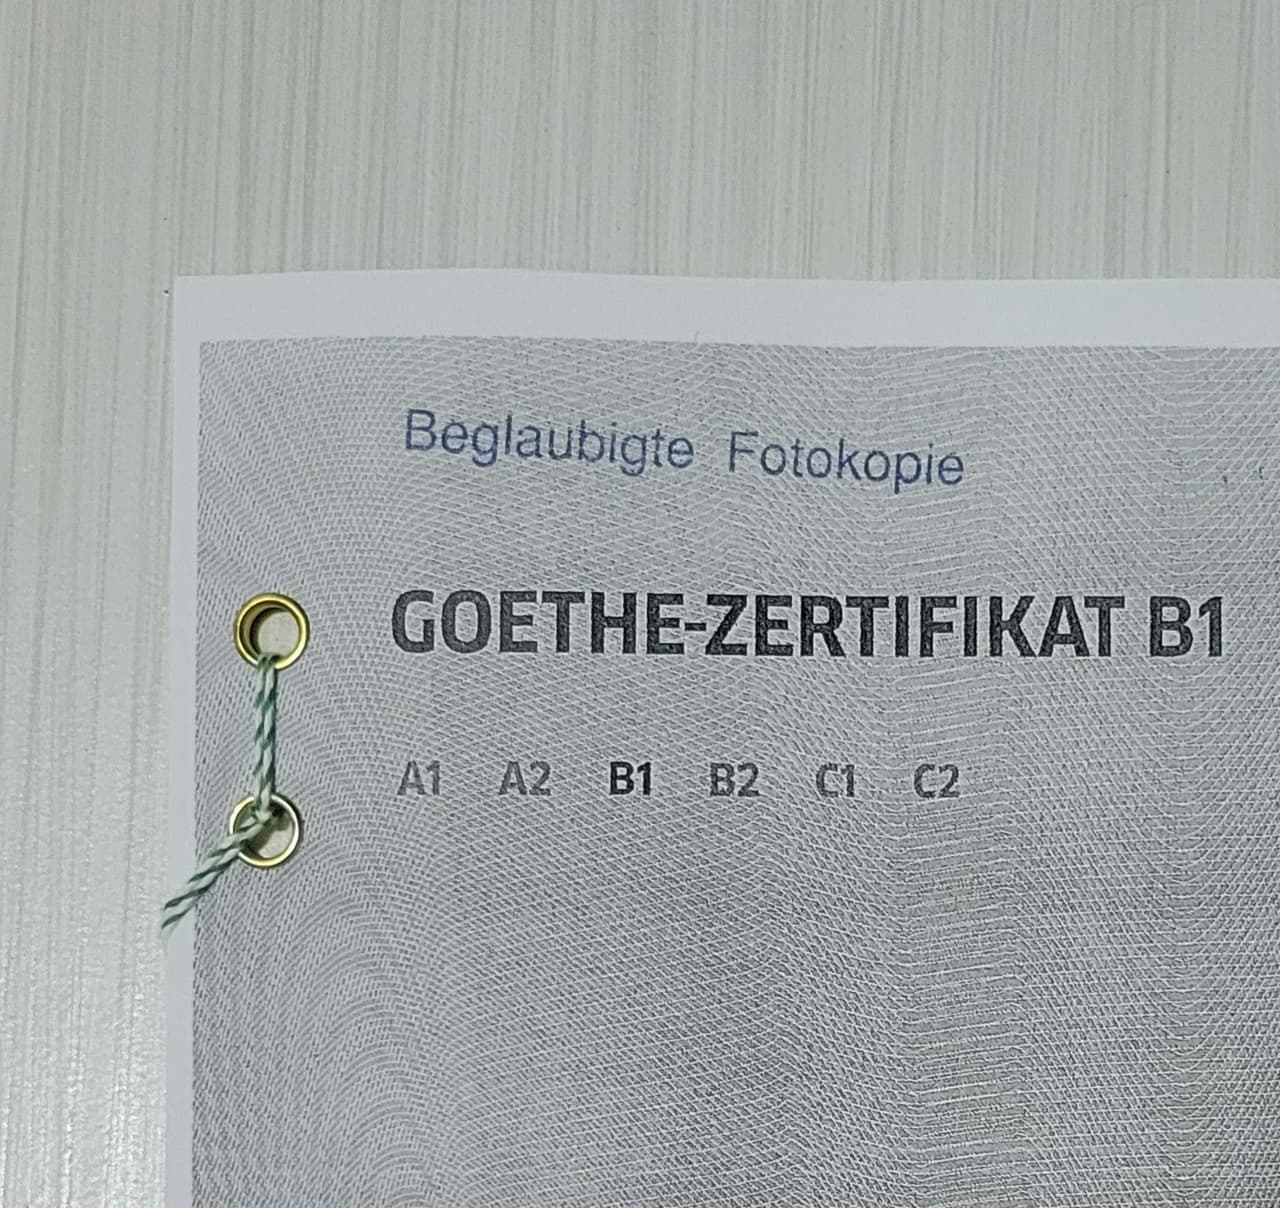 Beglaubigte Fotokopie
GOETHE-ZERTIFIKAT B1
A1 A2 B1 B2 C1 C2